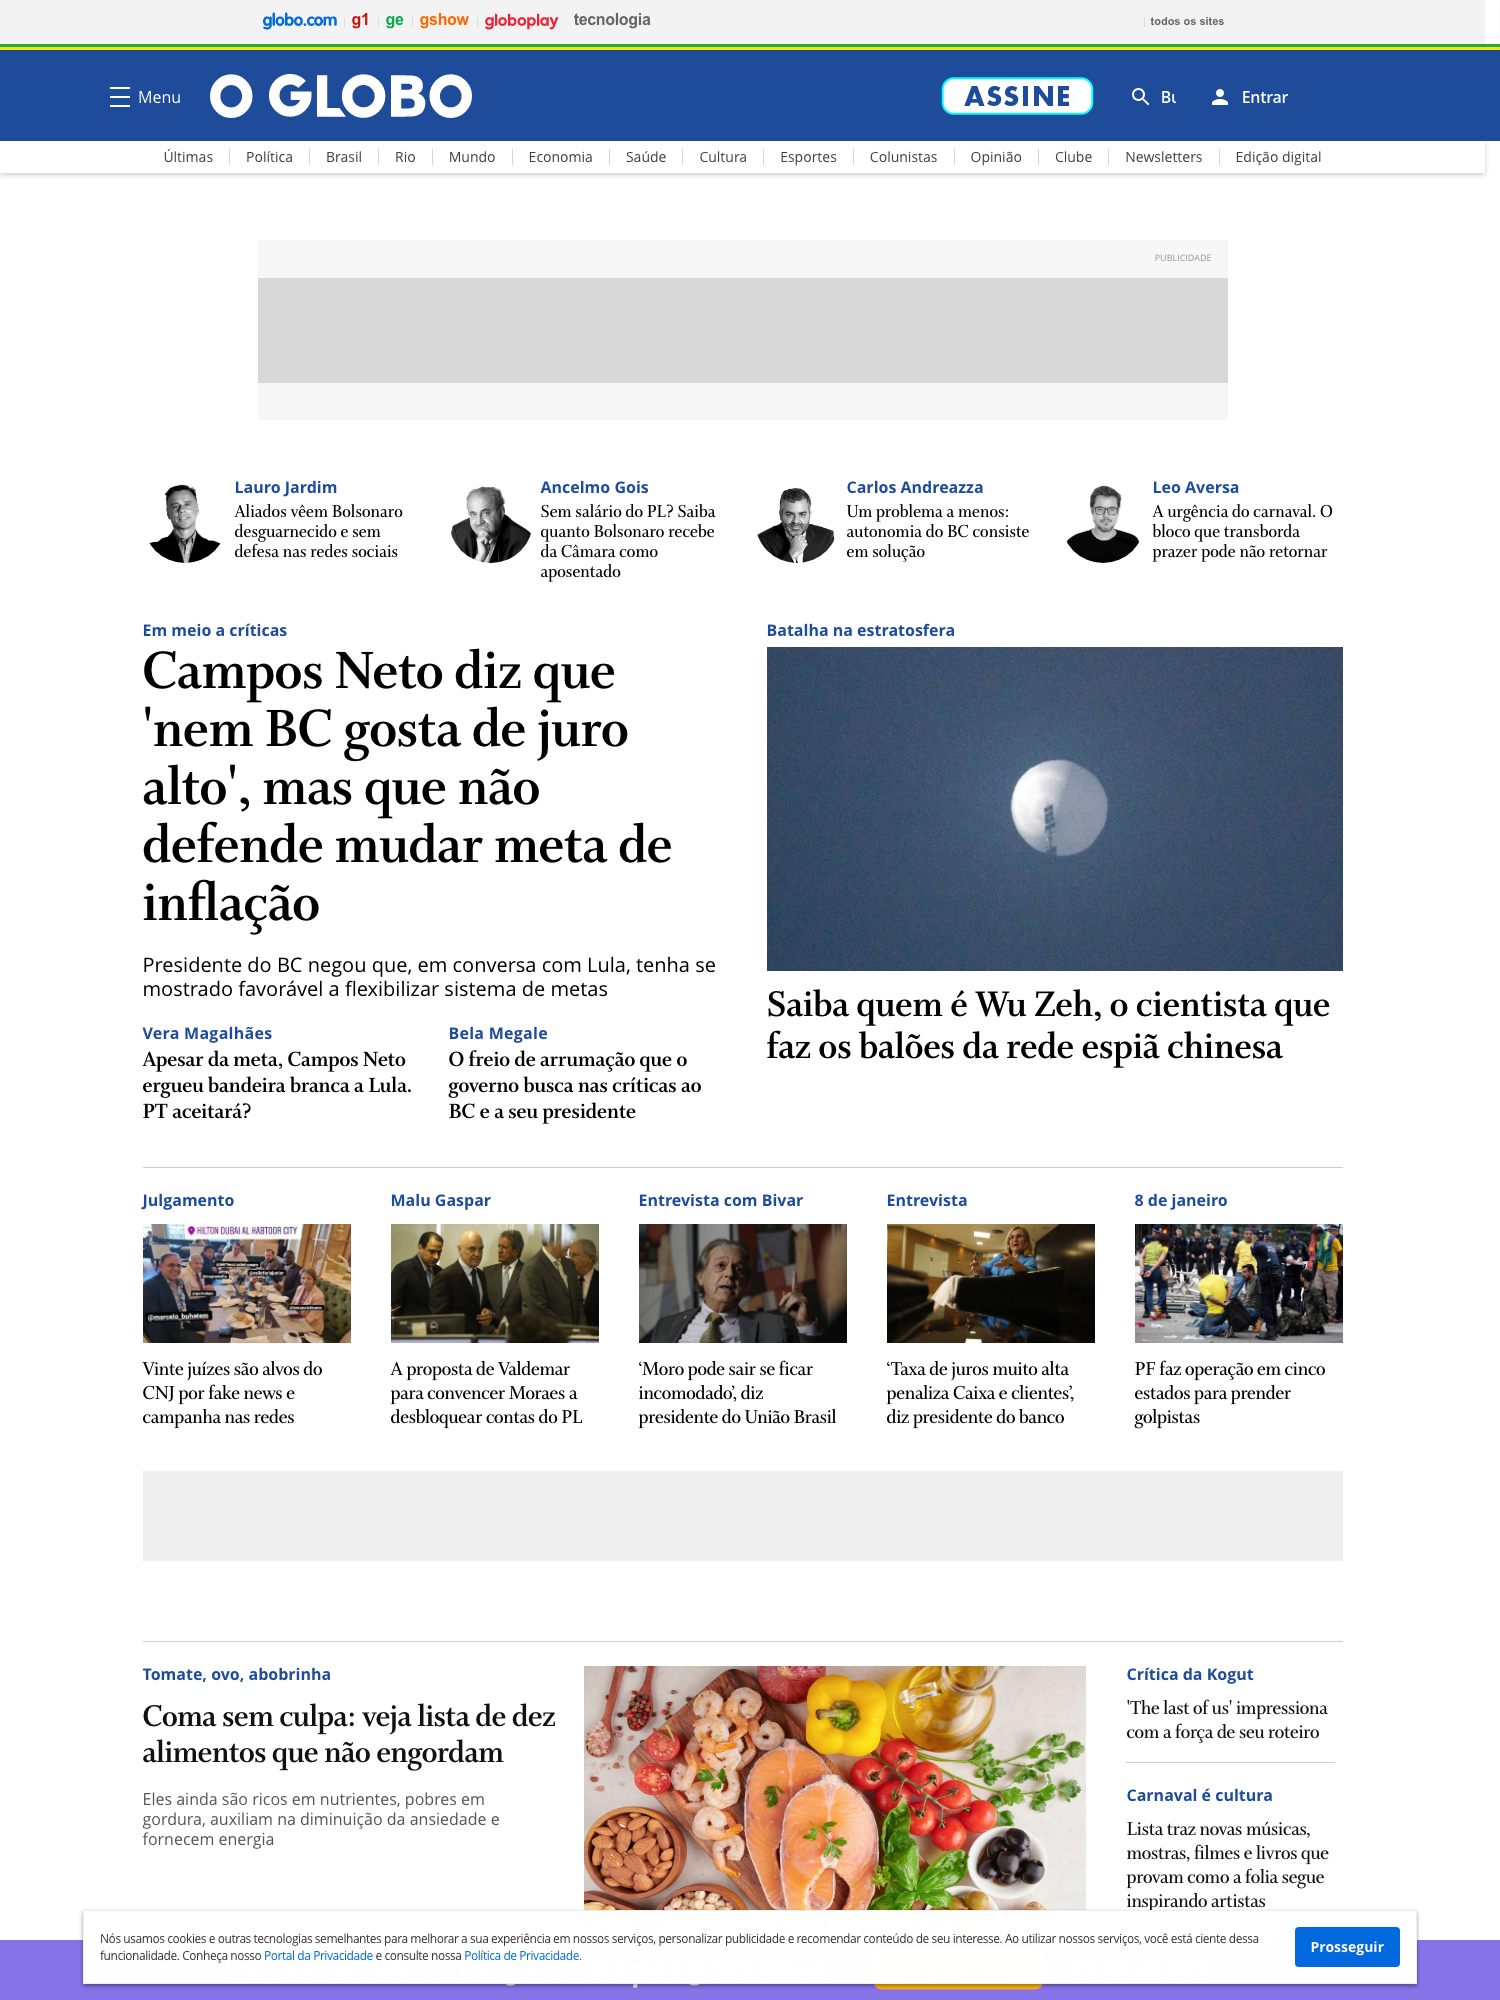 globo.com g1 ge gshow globoplay tecnologia todos os sites
Menu O GLOBO ASSINE Entrar
Últimas Política Brasil Rio Mundo Economia Saúde Cultura Esportes Colunistas Opinião Clube Newsletters Edição digital
PUBLICIDADE
Lauro Jardim
Aliados vêem Bolsonaro
desguarnecido e sem
defesa nas redes sociais
Ancelmo Gois
Sem salário do PL? Saiba
quanto Bolsonaro recebe
da Câmara como
aposentado
Carlos Andreazza
Um problema a menos:
autonomia do BC consiste
em solução
Leo Aversa
A urgência do carnaval. O
bloco que transborda
prazer pode não retornar
Em meio a críticas
Campos Neto diz que
'nem BC gosta de juro
alto', mas que não
defende mudar meta de
inflação
Presidente do BC negou que, em conversa com Lula, tenha se
mostrado favorável a flexibilizar sistema de metas
Vera Magalhães
Apesar da meta, Campos Neto
ergueu bandeira branca a Lula.
PT aceitará?
Bela Megale
O freio de arrumação que o
governo busca nas críticas ao
BC e a seu presidente
Batalha na estratosfera
Saiba quem é Wu Zeh, o cientista que
faz os balões da rede espiã chinesa
Julgamento
HILTON DUBAI AL HABTOOR CITY
@marcelo_buhatem
Vinte juízes são alvos do
CNJ por fake news e
campanha nas redes
Malu Gaspar
A proposta de Valdemar
para convencer Moraes a
desbloquear contas do PL
Entrevista com Bivar
‘Moro pode sair se ficar
incomodado’, diz
presidente do União Brasil
Entrevista
‘Taxa de juros muito alta
penaliza Caixa e clientes’,
diz presidente do banco
8 de janeiro
PF faz operação em cinco
estados para prender
golpistas
Tomate, ovo, abobrinha
Coma sem culpa: veja lista de dez
alimentos que não engordam
Eles ainda são ricos em nutrientes, pobres em
gordura, auxiliam na diminuição da ansiedade e
fornecem energia
Crítica da Kogut
'The last of us' impressiona
com a força de seu roteiro
Carnaval é cultura
Lista traz novas músicas,
mostras, filmes e livros que
provam como a folia segue
inspirando artistas
Nós usamos cookies e outras tecnologias semelhantes para melhorar a sua experiência em nossos serviços, personalizar publicidade e recomendar conteúdo de seu interesse. Ao utilizar nossos serviços, você está ciente dessa
funcionalidade. Conheça nosso Portal da Privacidade e consulte nossa Política de Privacidade.
Prosseguir